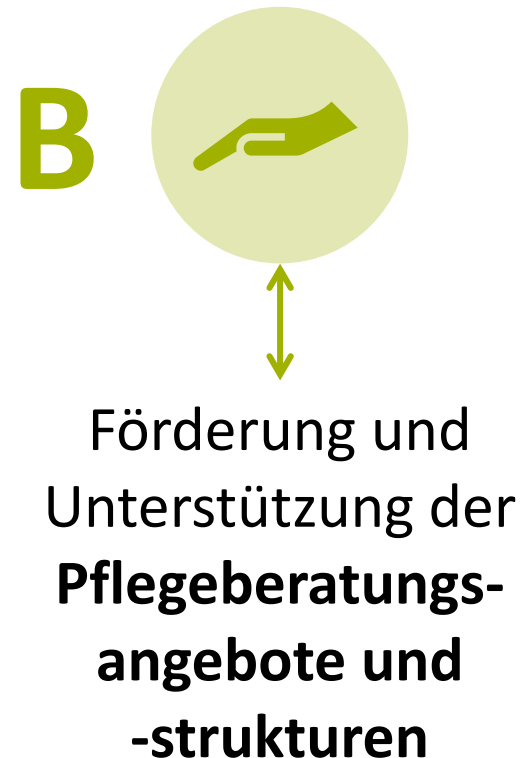 B
Förderung und
Unterstützung der
Pflegeberatungs-
angebote und
-strukturen